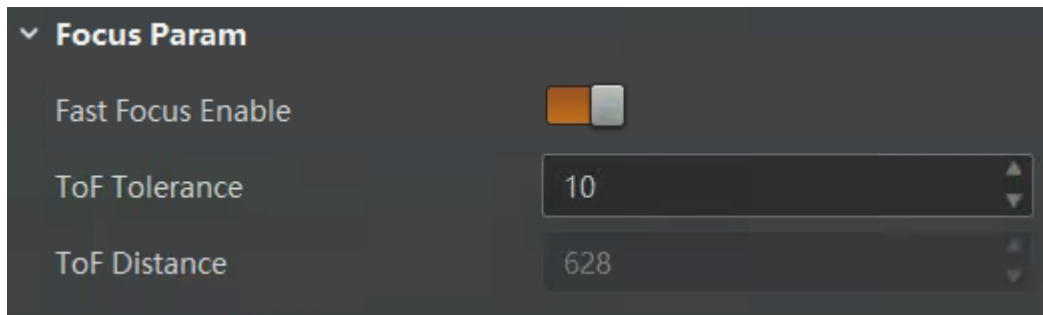 Focus Param
Fast Focus Enable
ToF Tolerance 10
ToF Distance 628